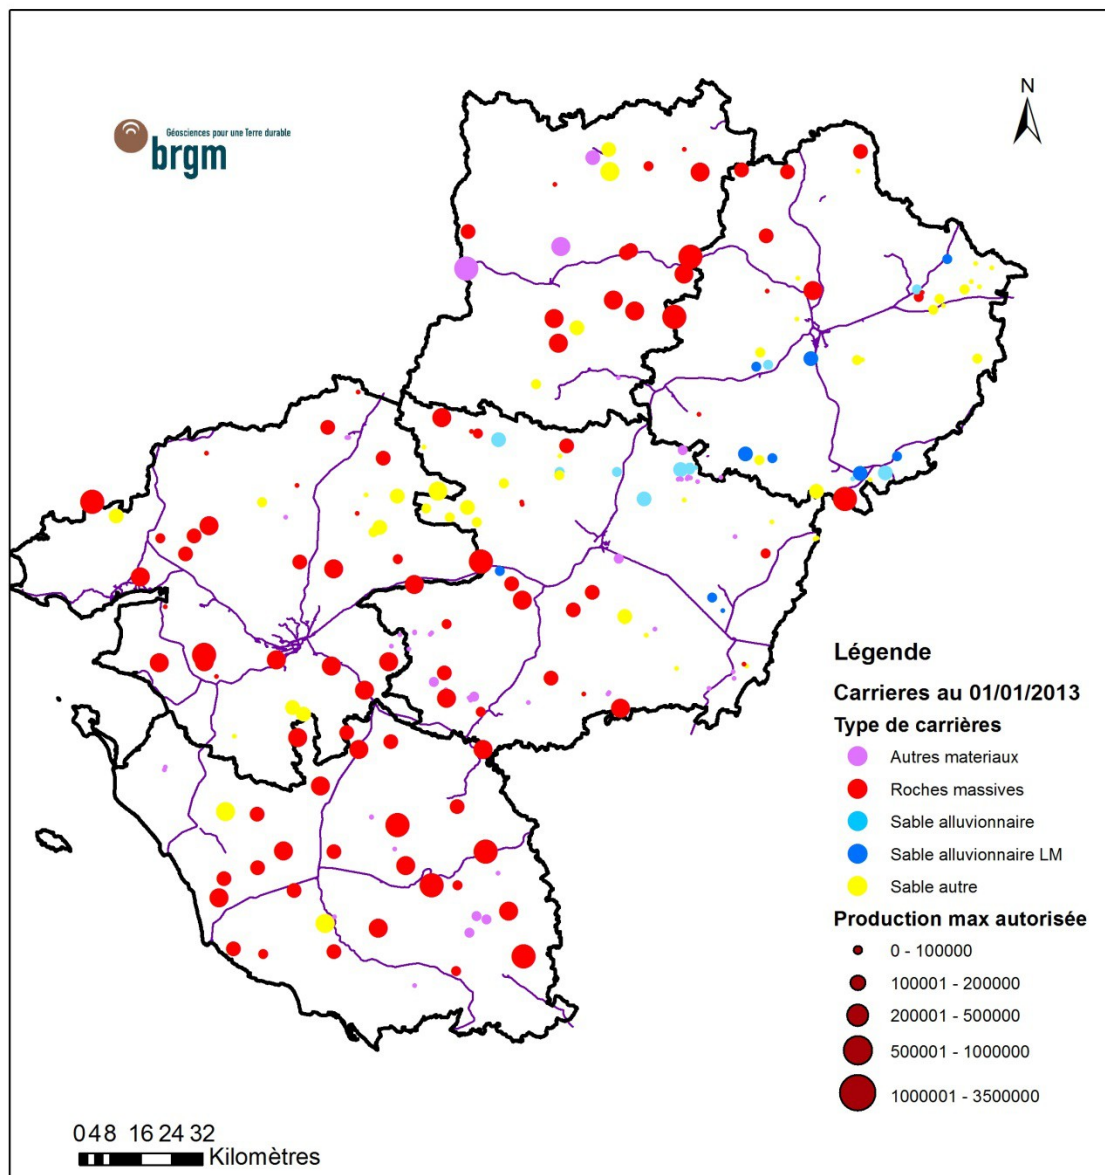 N
Géosciences pour une Terre durable
brgm
Légende
Carrieres au 01/01/2013
Type de carrières
Autres materiaux
Roches massives
Sable alluvionnaire
Sable alluvionnaire LM
Sable autre
Production max autorisée
0 - 100000
100001 - 200000
200001 - 500000
500001 - 1000000
1000001 - 3500000
0 4 8 16 24 32
Kilomètres